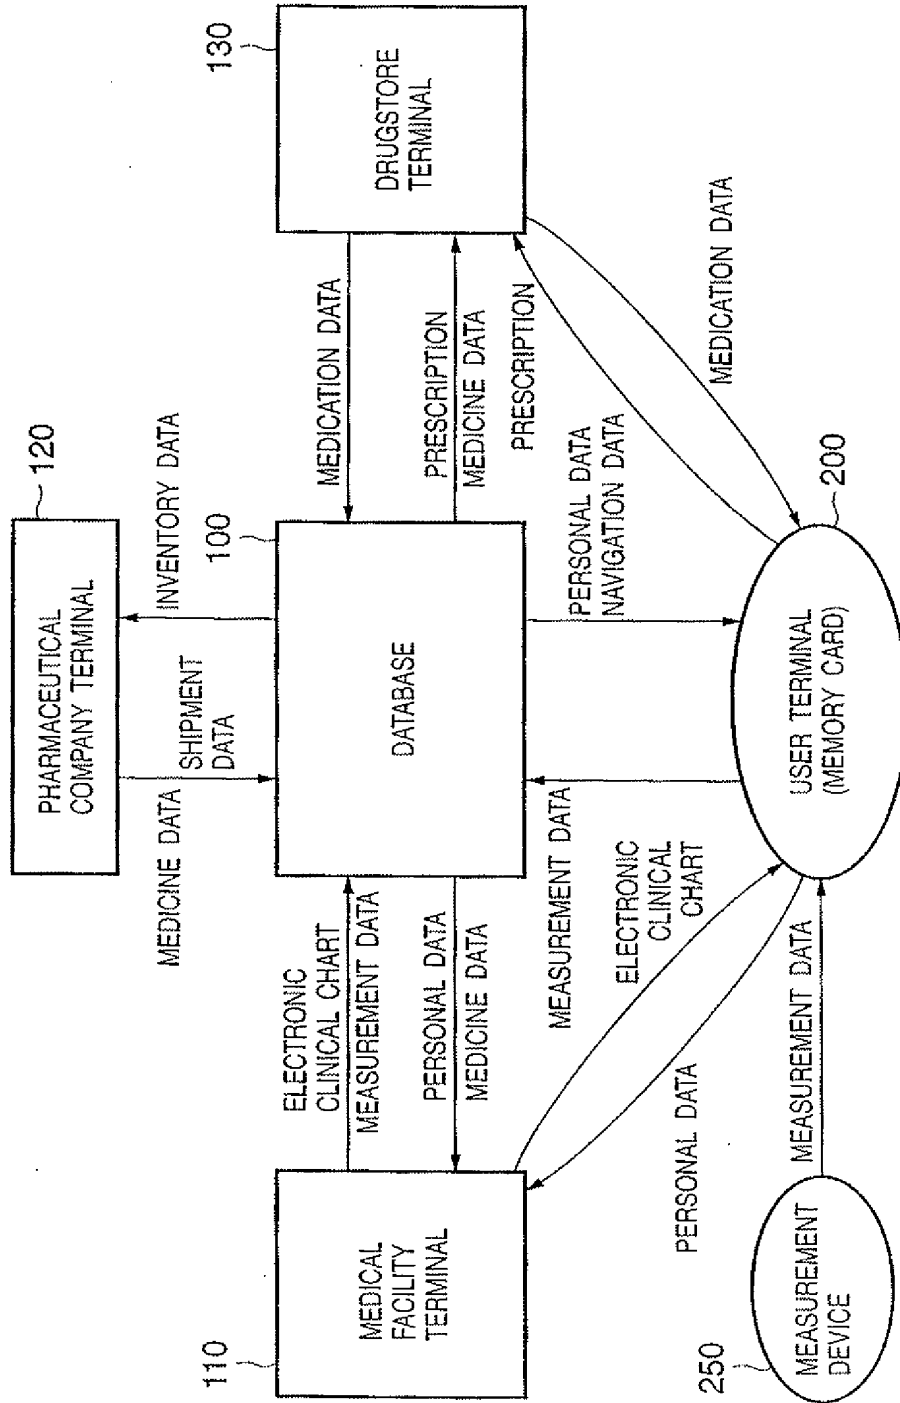 120
PHARMACEUTICAL
COMPANY TERMINAL
MEDICINE DATA
SHIPMENT
DATA
INVENTORY DATA
110
MEDICAL
FACILITY
TERMINAL
ELECTRONIC
CLINICAL CHART
MEASUREMENT DATA
PERSONAL DATA
MEDICINE DATA
100
DATABASE
MEDICATION DATA
PRESCRIPTION
MEDICINE DATA
PRESCRIPTION
130
DRUGSTORE
TERMINAL
MEASUREMENT DATA
ELECTRONIC
CLINICAL
CHART
PERSONAL DATA
PERSONAL DATA
NAVIGATION DATA
MEDICATION DATA
250
MEASUREMENT
DEVICE
MEASUREMENT DATA
USER TERMINAL
(MEMORY CARD)
200